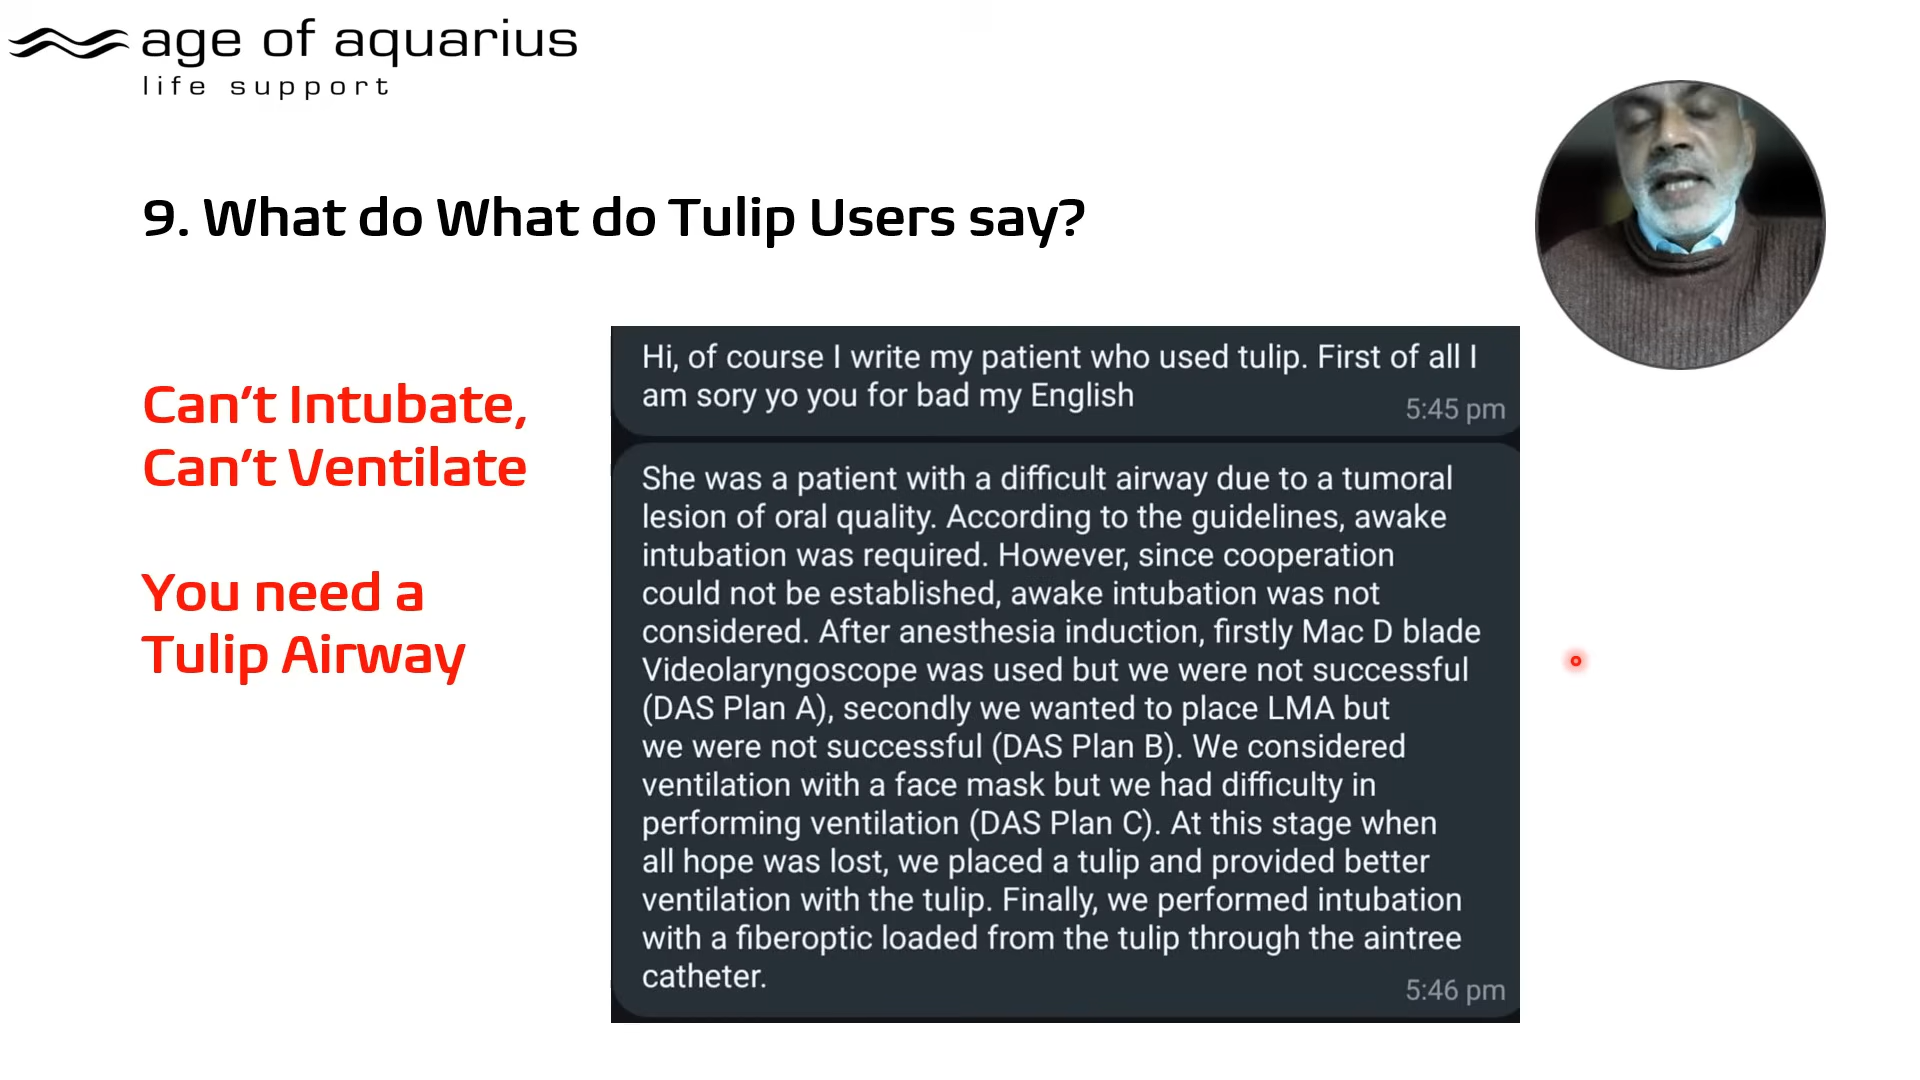 age of aquarius
life support
9. What do What do Tulip Users say?
Can’t Intubate,
Can’t Ventilate
You need a
Tulip Airway
Hi, of course I write my patient who used tulip. First of all I
am sory yo you for bad my English
5:45 pm
She was a patient with a difficult airway due to a tumoral
lesion of oral quality. According to the guidelines, awake
intubation was required. However, since cooperation
could not be established, awake intubation was not
considered. After anesthesia induction, firstly Mac D blade
Videolaryngoscope was used but we were not successful
(DAS Plan A), secondly we wanted to place LMA but
we were not successful (DAS Plan B). We considered
ventilation with a face mask but we had difficulty in
performing ventilation (DAS Plan C). At this stage when
all hope was lost, we placed a tulip and provided better
ventilation with the tulip. Finally, we performed intubation
with a fiberoptic loaded from the tulip through the aintree
catheter.
5:46 pm